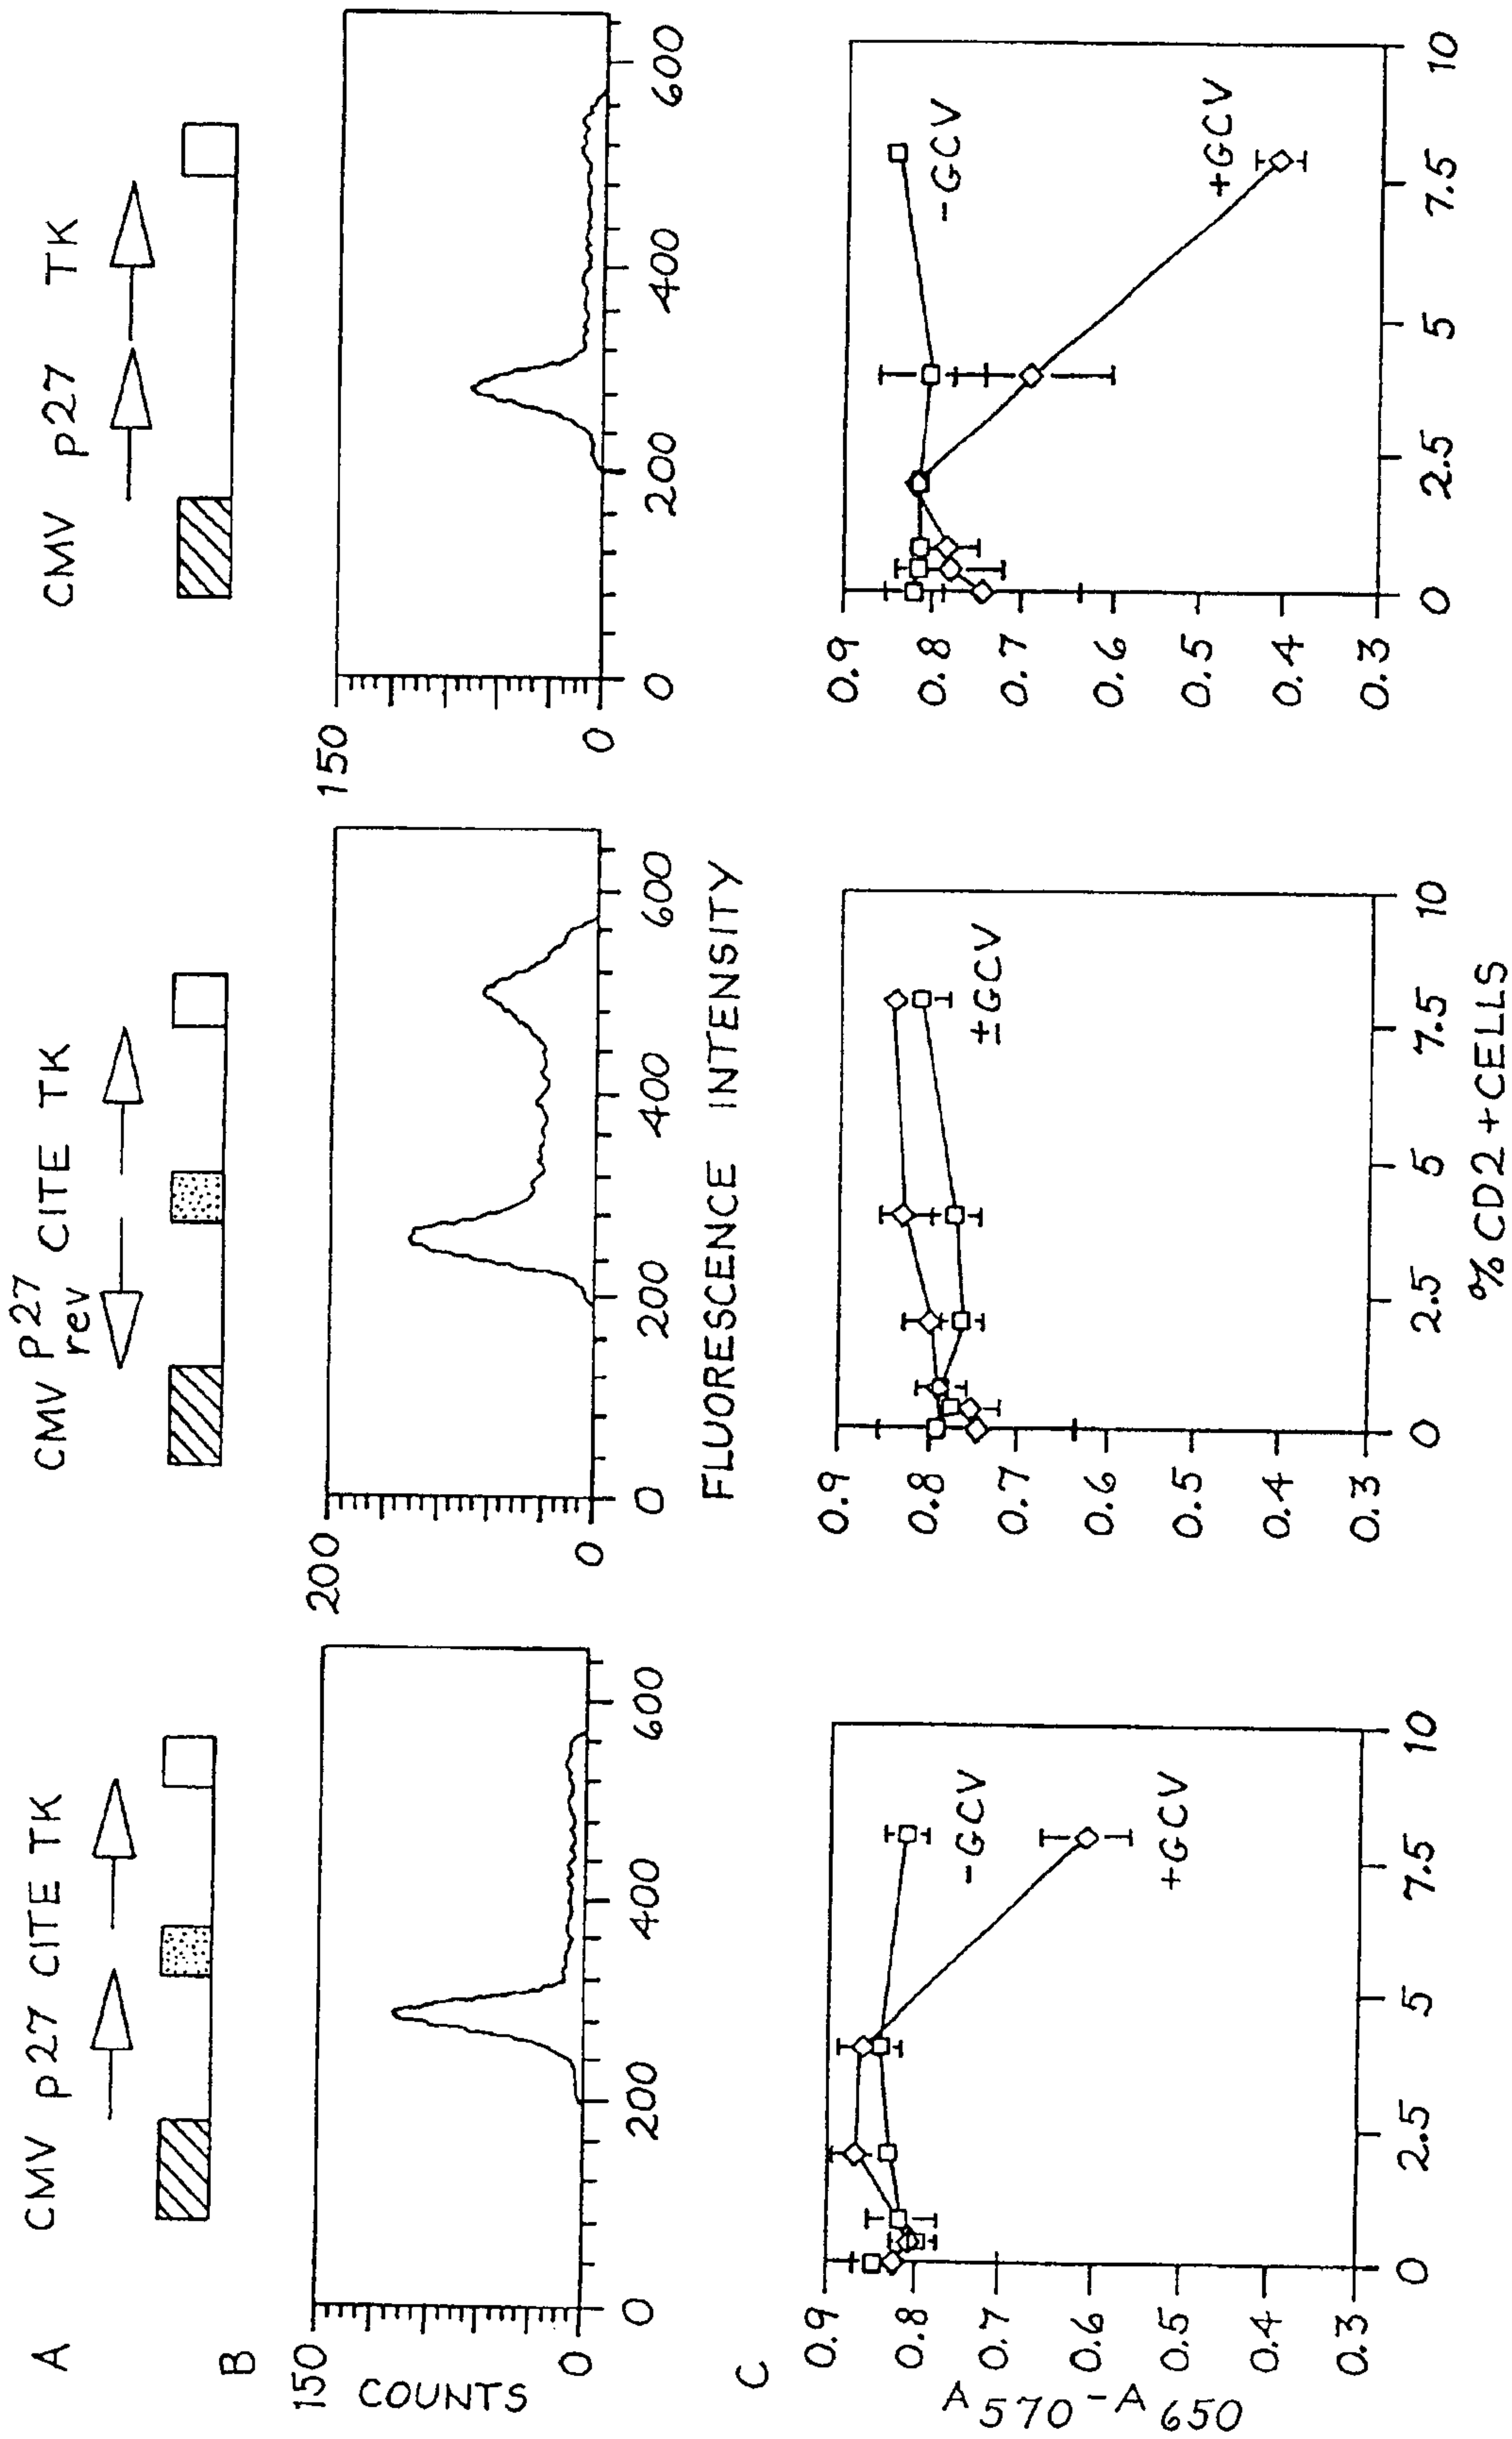 A
CMV p27 CITE TK
CMV P27 rev CITE TK
CMV p27 TK
B
COUNTS
150
0
0 200 400 600
200
0
0 200 400 600
150
0
0 200 400 600
FLUORESCENCE INTENSITY
C
A570-A650
0.9
0.8
0.7
0.6
0.5
0.4
0.3
-GCV
+GCV
0 2.5 5 7.5 10
0.9
0.8
0.7
0.6
0.5
0.4
0.3
±GCV
0 2.5 5 7.5 10
0.9
0.8
0.7
0.6
0.5
0.4
0.3
-GCV
+GCV
0 2.5 5 7.5 10
% CD2+CELLS